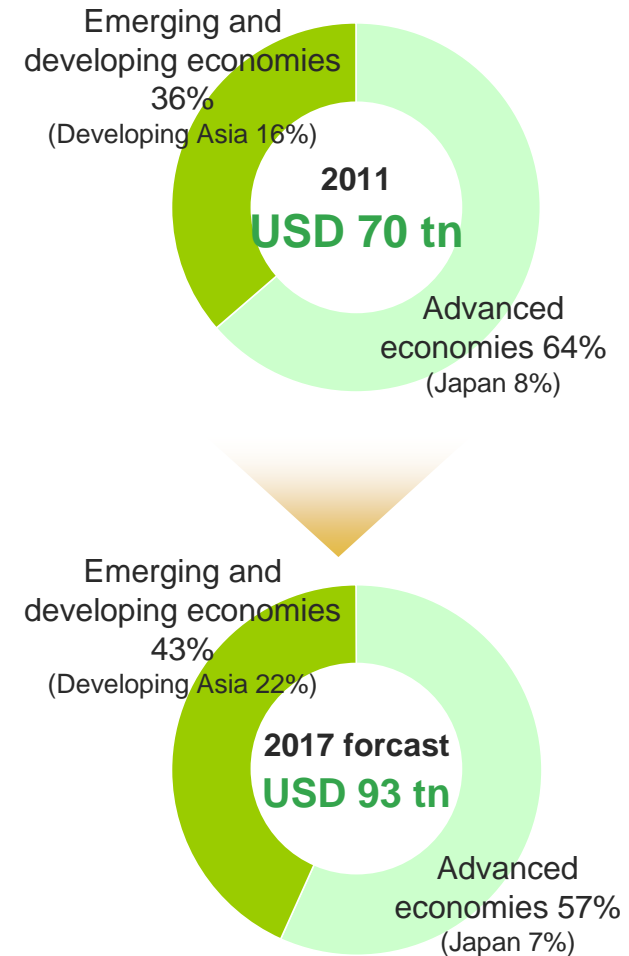 Emerging and
developing economies
36%
(Developing Asia 16%)
2011
USD 70 tn
Advanced
economies 64%
(Japan 8%)
Emerging and
developing economies
43%
(Developing Asia 22%)
2017 forcast
USD 93 tn
Advanced
economies 57%
(Japan 7%)